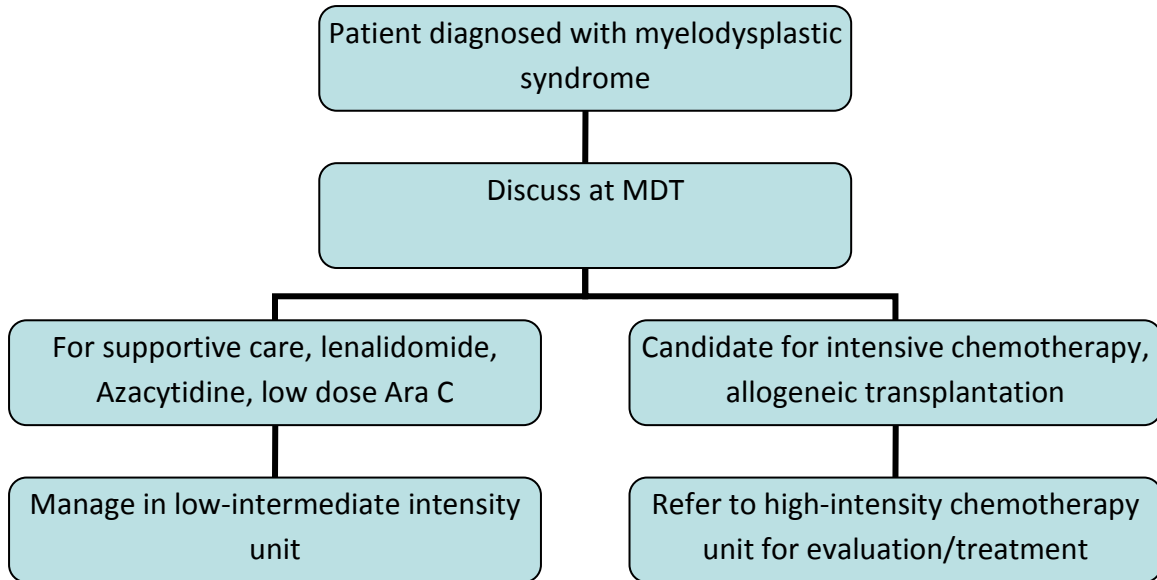 Patient diagnosed with myelodysplastic
syndrome
Discuss at MDT
For supportive care, lenalidomide,
Azacytidine, low dose Ara C
Candidate for intensive chemotherapy,
allogeneic transplantation
Manage in low-intermediate intensity
unit
Refer to high-intensity chemotherapy
unit for evaluation/treatment